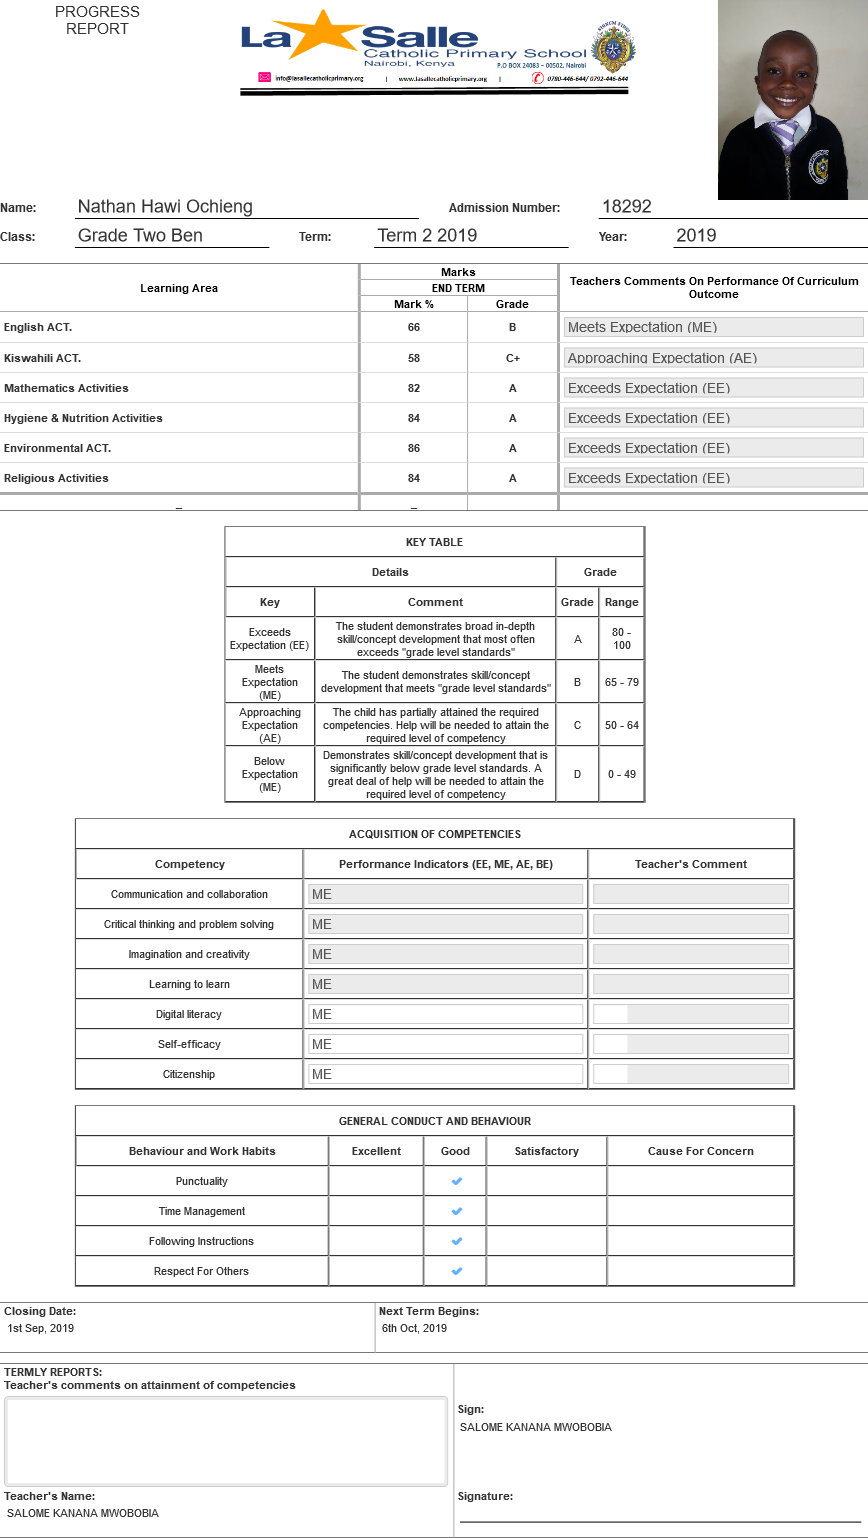 PROGRESS
REPORT
La Salle
Catholic Primary School
Nairobi, Kenya
P.O BOX 24083 – 00502, Nairobi
info@lasallecatholicprimary.org | www.lasallecatholicprimary.org | 0780-446-644/ 0792-446-644
Name: Nathan Hawi Ochieng Admission Number: 18292
Class: Grade Two Ben Term: Term 2 2019 Year: 2019
Learning Area Marks Teachers Comments On Performance Of Curriculum Outcome
END TERM
Mark % Grade
English ACT. 66 B Meets Expectation (ME)
Kiswahili ACT. 58 C+ Approaching Expectation (AE)
Mathematics Activities 82 A Exceeds Expectation (EE)
Hygiene & Nutrition Activities 84 A Exceeds Expectation (EE)
Environmental ACT. 86 A Exceeds Expectation (EE)
Religious Activities 84 A Exceeds Expectation (EE)
_ _
KEY TABLE
Details Grade
Key Comment Grade Range
Exceeds Expectation (EE) The student demonstrates broad in-depth skill/concept development that most often exceeds "grade level standards" A 80 - 100
Meets Expectation (ME) The student demonstrates skill/concept development that meets "grade level standards" B 65 - 79
Approaching Expectation (AE) The child has partially attained the required competencies. Help will be needed to attain the required level of competency C 50 - 64
Below Expectation (ME) Demonstrates skill/concept development that is significantly below grade level standards. A great deal of help will be needed to attain the required level of competency D 0 - 49
ACQUISITION OF COMPETENCIES
Competency Performance Indicators (EE, ME, AE, BE) Teacher's Comment
Communication and collaboration ME
Critical thinking and problem solving ME
Imagination and creativity ME
Learning to learn ME
Digital literacy ME
Self-efficacy ME
Citizenship ME
GENERAL CONDUCT AND BEHAVIOUR
Behaviour and Work Habits Excellent Good Satisfactory Cause For Concern
Punctuality
Time Management
Following Instructions
Respect For Others
Closing Date: Next Term Begins:
1st Sep, 2019 6th Oct, 2019
TERMLY REPORTS:
Teacher's comments on attainment of competencies
Sign:
SALOME KANANA MWOBOBIA
Teacher's Name: Signature:
SALOME KANANA MWOBOBIA